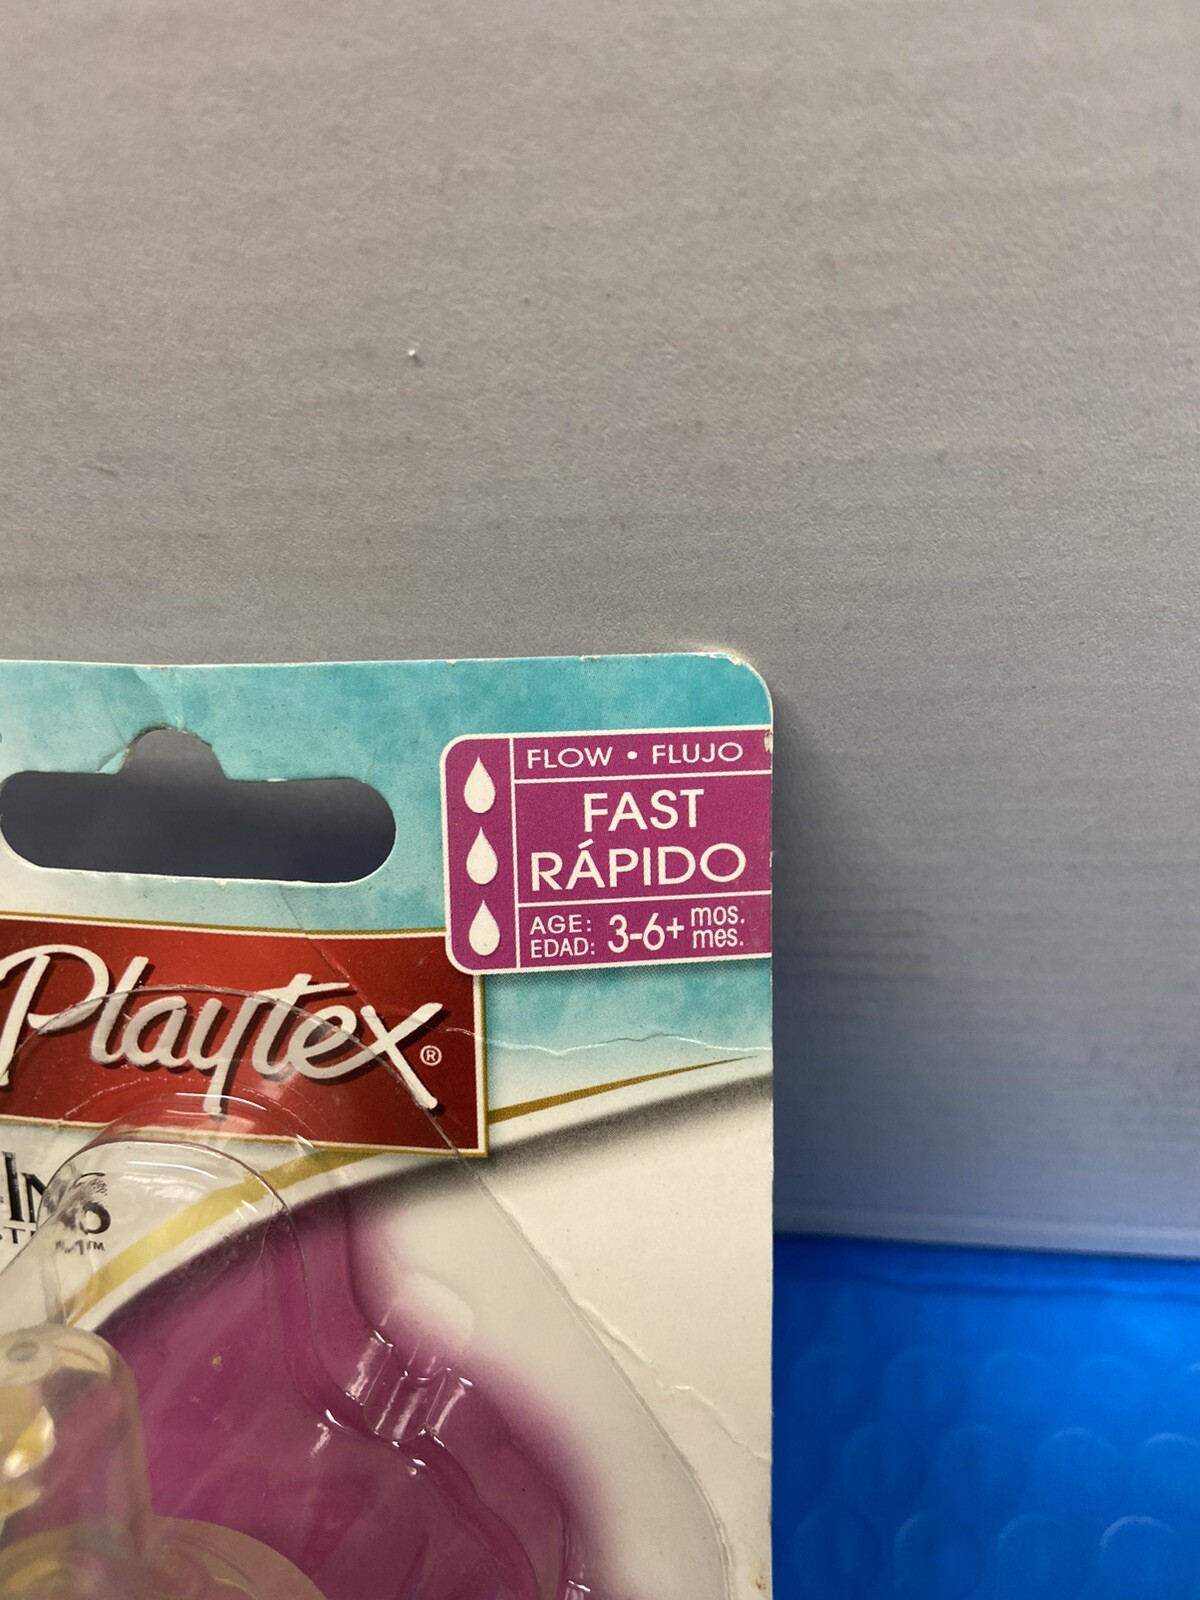 FLOW • FLUJO
FAST
RÁPIDO
AGE: 3-6+ mos.
EDAD: mes.
Playtex®